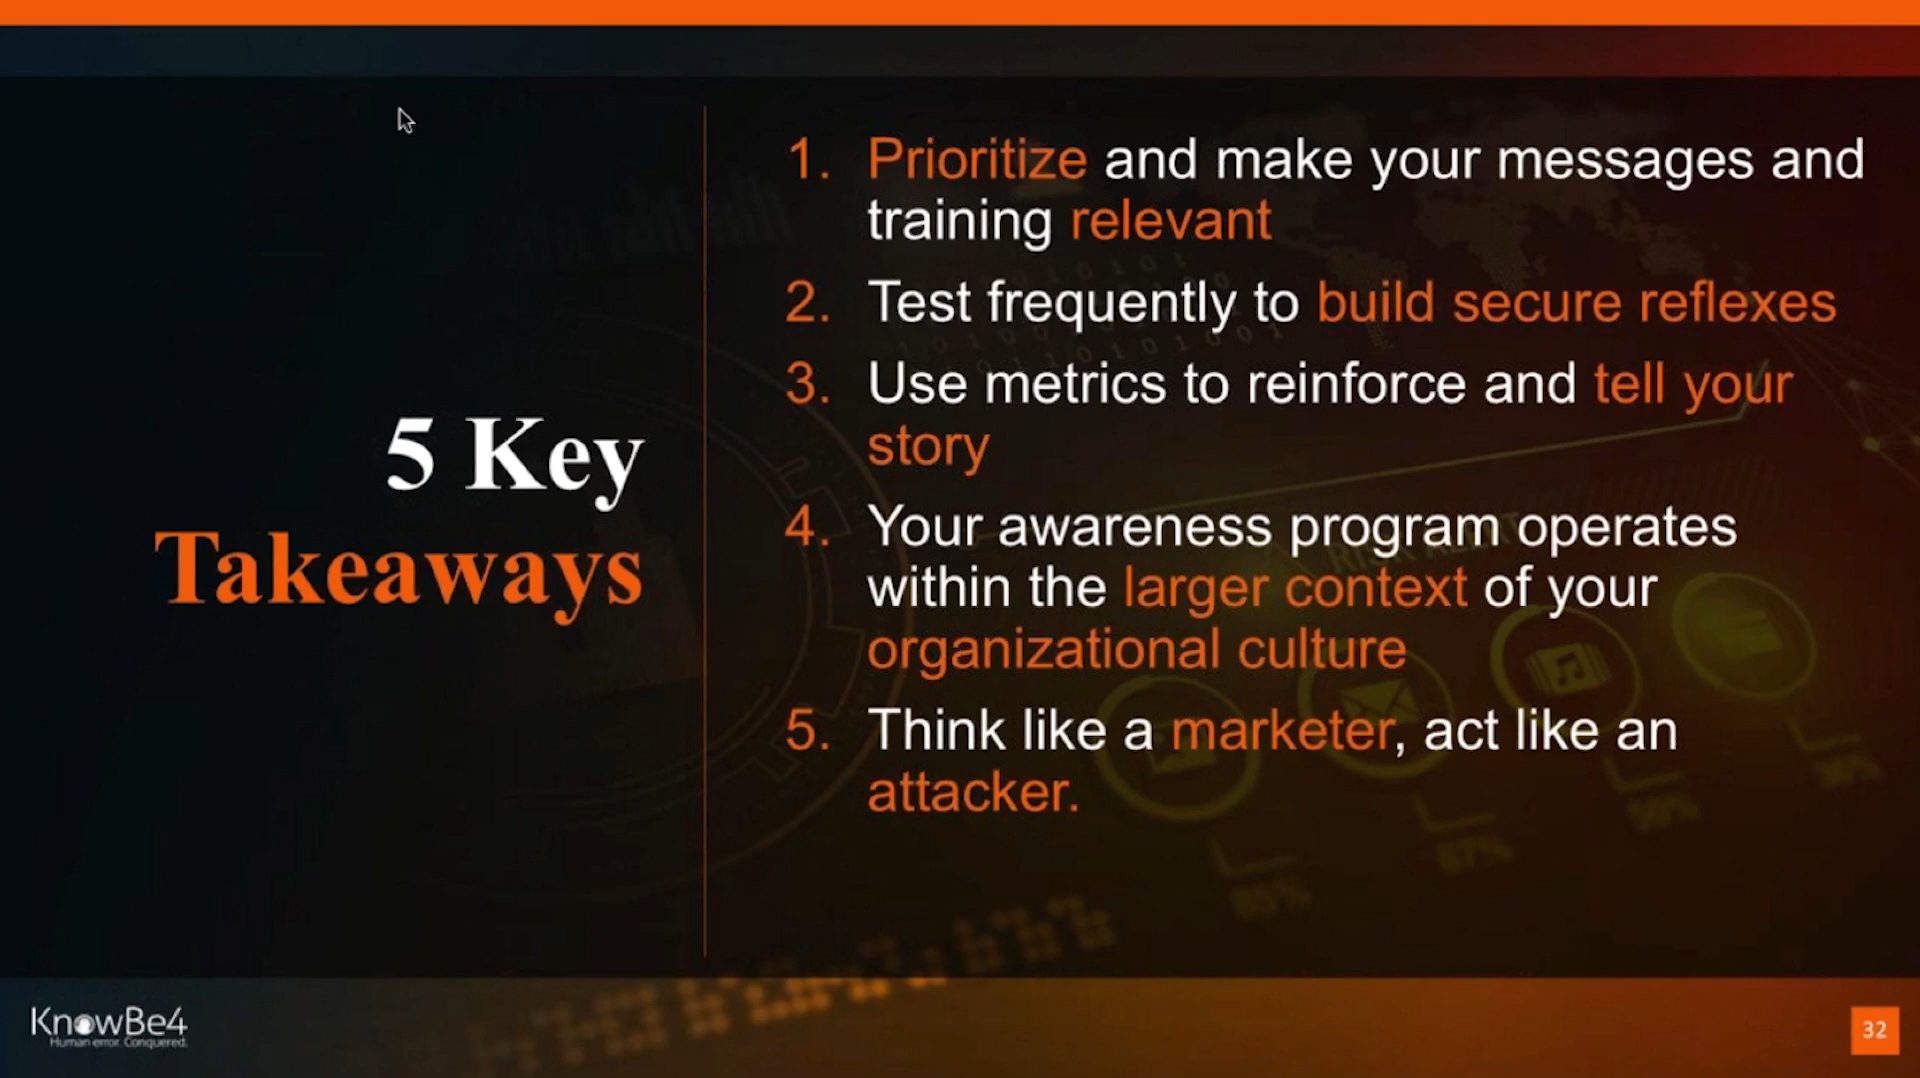 5 Key
Takeaways
1. Prioritize and make your messages and
training relevant
2. Test frequently to build secure reflexes
3. Use metrics to reinforce and tell your
story
4. Your awareness program operates
within the larger context of your
organizational culture
5. Think like a marketer, act like an
attacker.
85%
67%
KnowBe4
Human error. Conquered.
32